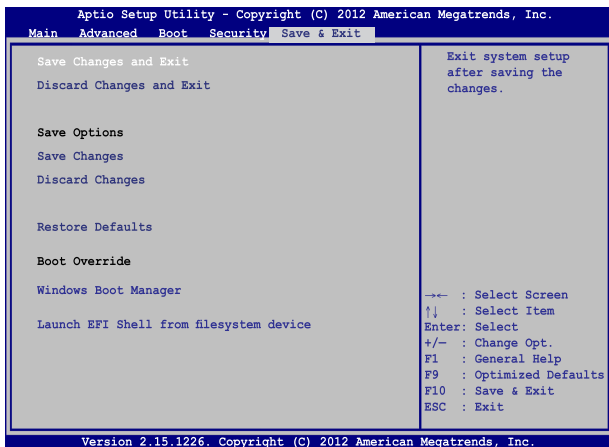 Aptio Setup Utility - Copyright (C) 2012 American Megatrends, Inc.
Main Advanced Boot Security Save & Exit
Save Changes and Exit
Discard Changes and Exit
Save Options
Save Changes
Discard Changes
Restore Defaults
Boot Override
Windows Boot Manager
Launch EFI Shell from filesystem device
Exit system setup
after saving the
changes.
→← : Select Screen
↑↓ : Select Item
Enter: Select
+/— : Change Opt.
F1 : General Help
F9 : Optimized Defaults
F10 : Save & Exit
ESC : Exit
Version 2.15.1226. Copyright (C) 2012 American Megatrends, Inc.